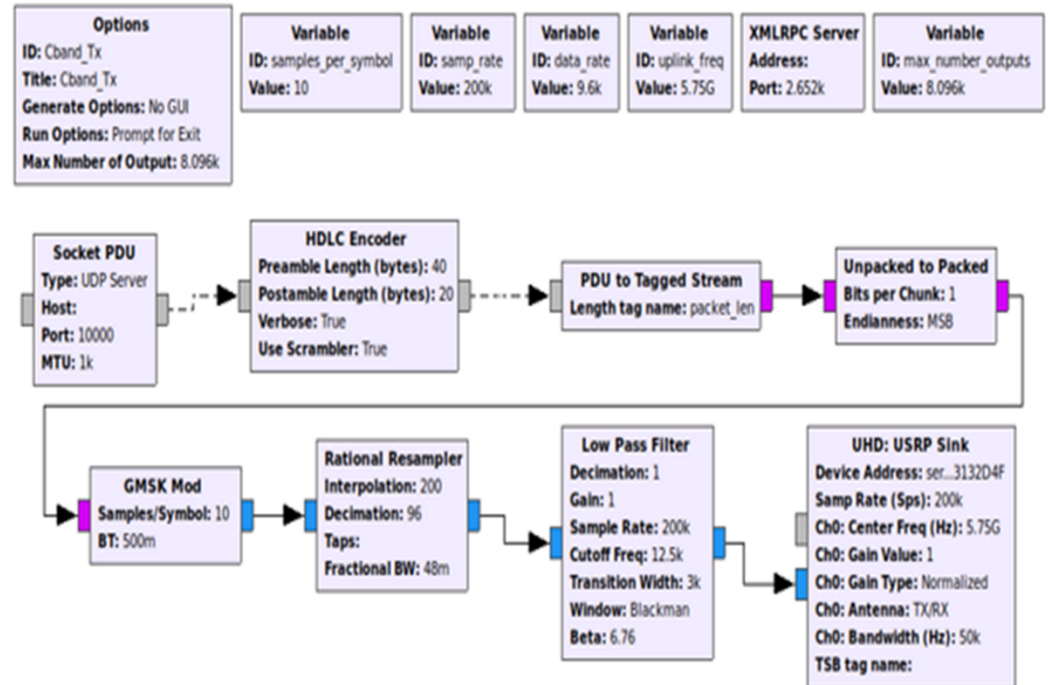 Options
ID: Cband_Tx
Title: Cband_Tx
Generate Options: No GUI
Run Options: Prompt for Exit
Max Number of Output: 8.096k
Variable
ID: samples_per_symbol
Value: 10
Variable
ID: samp_rate
Value: 200k
Variable
ID: data_rate
Value: 9.6k
Variable
ID: uplink_freq
Value: 5.75G
XMLRPC Server
Address:
Port: 2.652k
Variable
ID: max_number_outputs
Value: 8.096k
Socket PDU
Type: UDP Server
Host:
Port: 10000
MTU: 1k
HDLC Encoder
Preamble Length (bytes): 40
Postamble Length (bytes): 20
Verbose: True
Use Scrambler: True
PDU to Tagged Stream
Length tag name: packet_len
Unpacked to Packed
Bits per Chunk: 1
Endianness: MSB
GMSK Mod
Samples/Symbol: 10
BT: 500m
Rational Resampler
Interpolation: 200
Decimation: 96
Taps:
Fractional BW: 48m
Low Pass Filter
Decimation: 1
Gain: 1
Sample Rate: 200k
Cutoff Freq: 12.5k
Transition Width: 3k
Window: Blackman
Beta: 6.76
UHD: USRP Sink
Device Address: ser...3132D4F
Samp Rate (Sps): 200k
Ch0: Center Freq (Hz): 5.75G
Ch0: Gain Value: 1
Ch0: Gain Type: Normalized
Ch0: Antenna: TX/RX
Ch0: Bandwidth (Hz): 50k
TSB tag name: